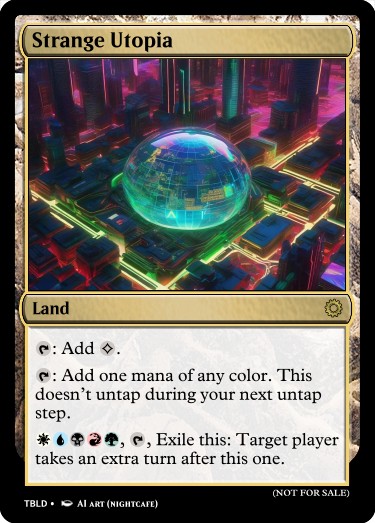 Strange Utopia
Land
: Add .
: Add one mana of any color. This
doesn't untap during your next untap
step.
, , Exile this: Target player
takes an extra turn after this one.
(NOT FOR SALE)
TBLD • AI ART (NIGHTCAFE)